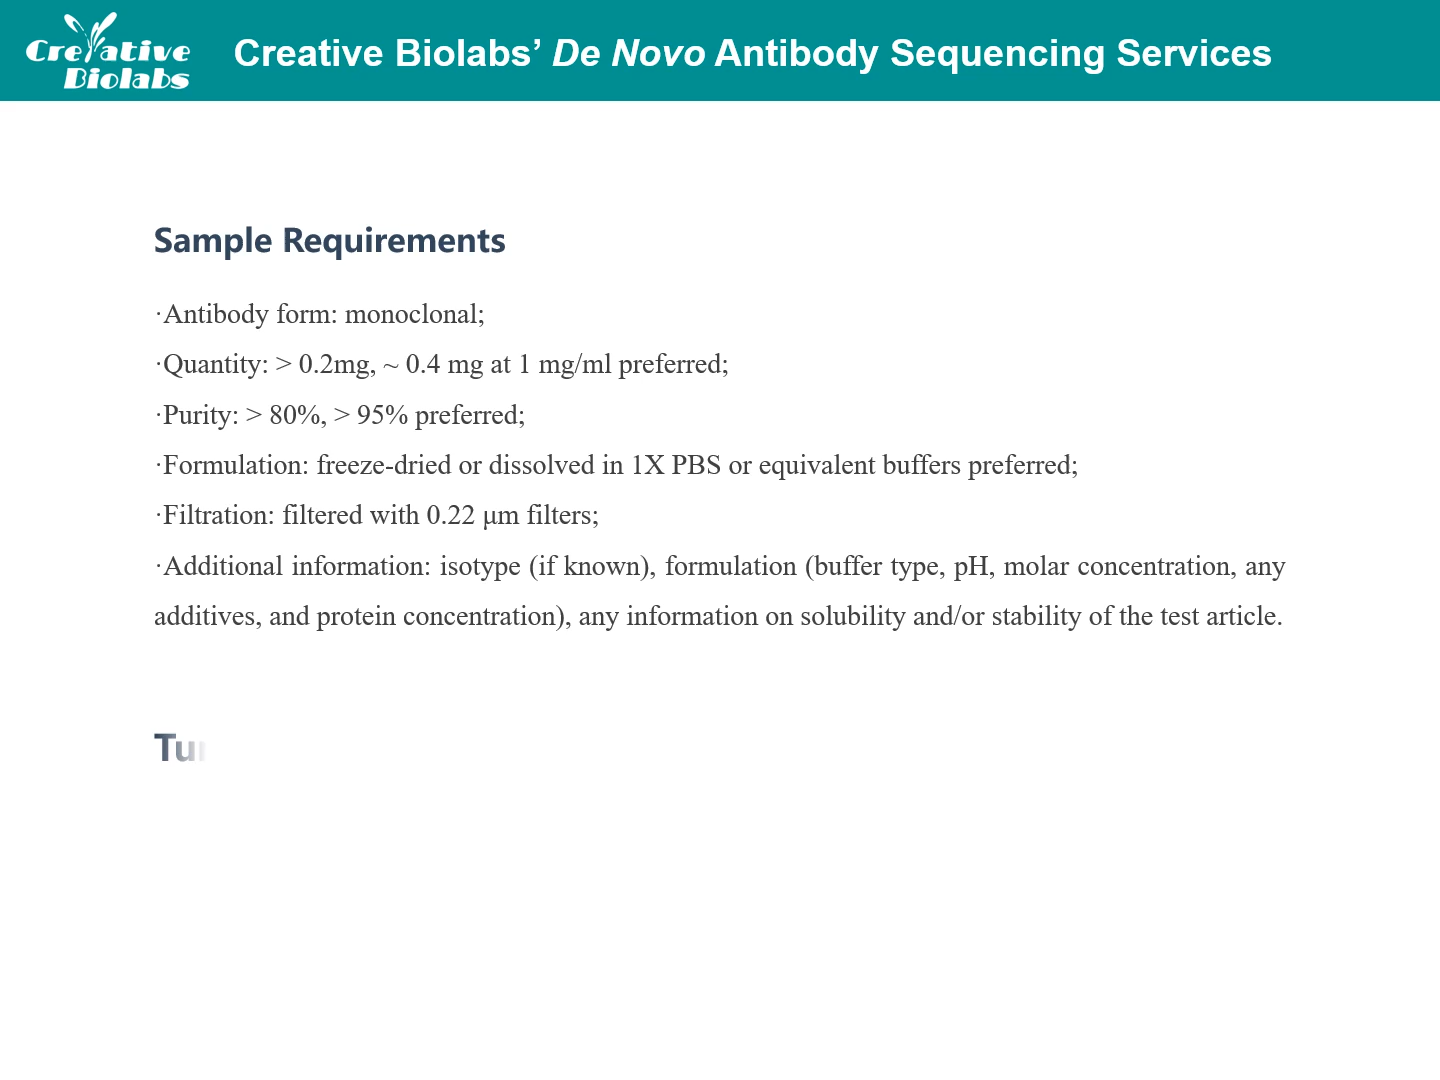 Creative
Biolabs
Creative Biolabs’ De Novo Antibody Sequencing Services
Sample Requirements
·Antibody form: monoclonal;
·Quantity: > 0.2mg, ~ 0.4 mg at 1 mg/ml preferred;
·Purity: > 80%, > 95% preferred;
·Formulation: freeze-dried or dissolved in 1X PBS or equivalent buffers preferred;
·Filtration: filtered with 0.22 μm filters;
·Additional information: isotype (if known), formulation (buffer type, pH, molar concentration, any
additives, and protein concentration), any information on solubility and/or stability of the test article.